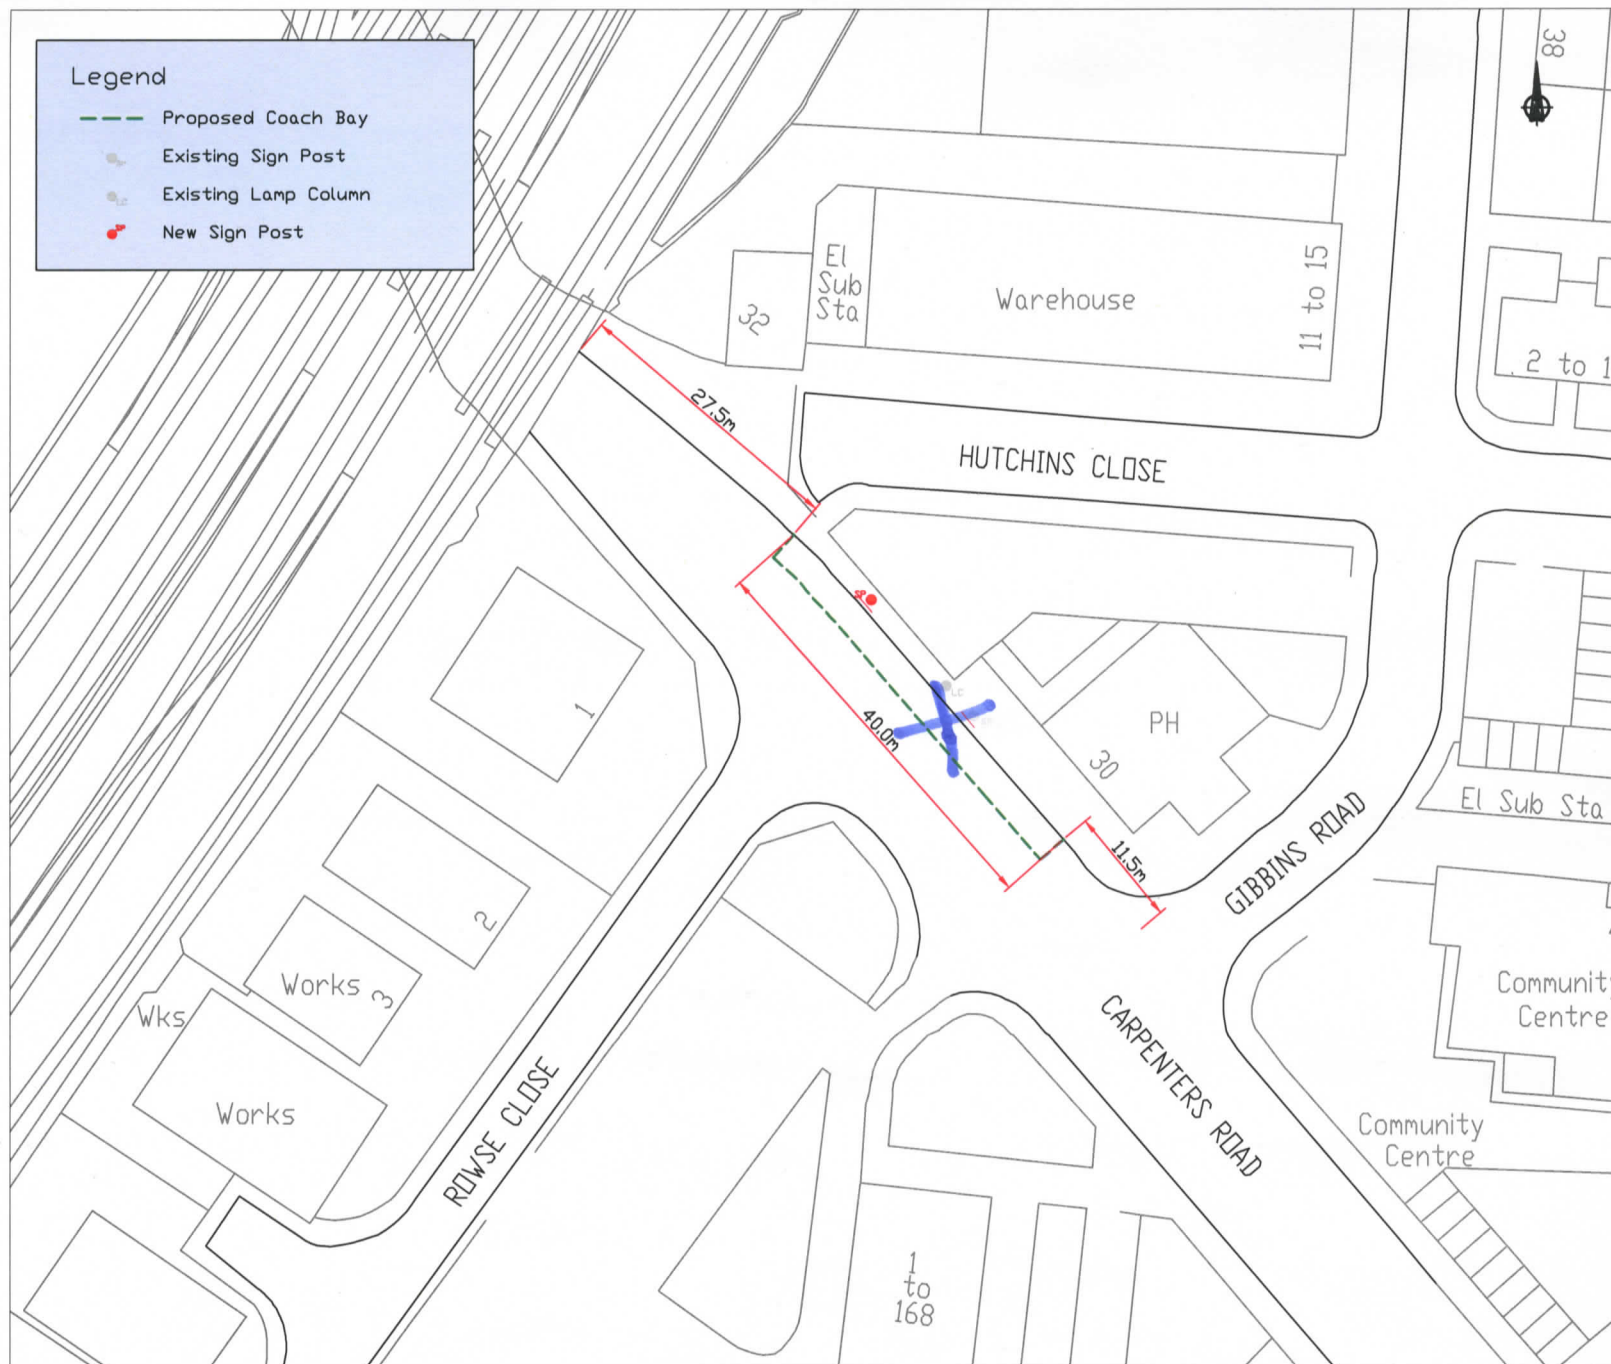 Legend
Proposed Coach Bay
Existing Sign Post
LC
Existing Lamp Column
New Sign Post
38
El
Sub
Sta
32
Warehouse
11 to 15
2 to 1
27.5m
HUTCHINS CLOSE
LC
40.0m
PH
30
11.5m
GIBBINS ROAD
El Sub Sta
1
2
Works
3
Wks
Works
ROWSE CLOSE
CARPENTERS ROAD
Community
Centre
Community
Centre
1
to
168